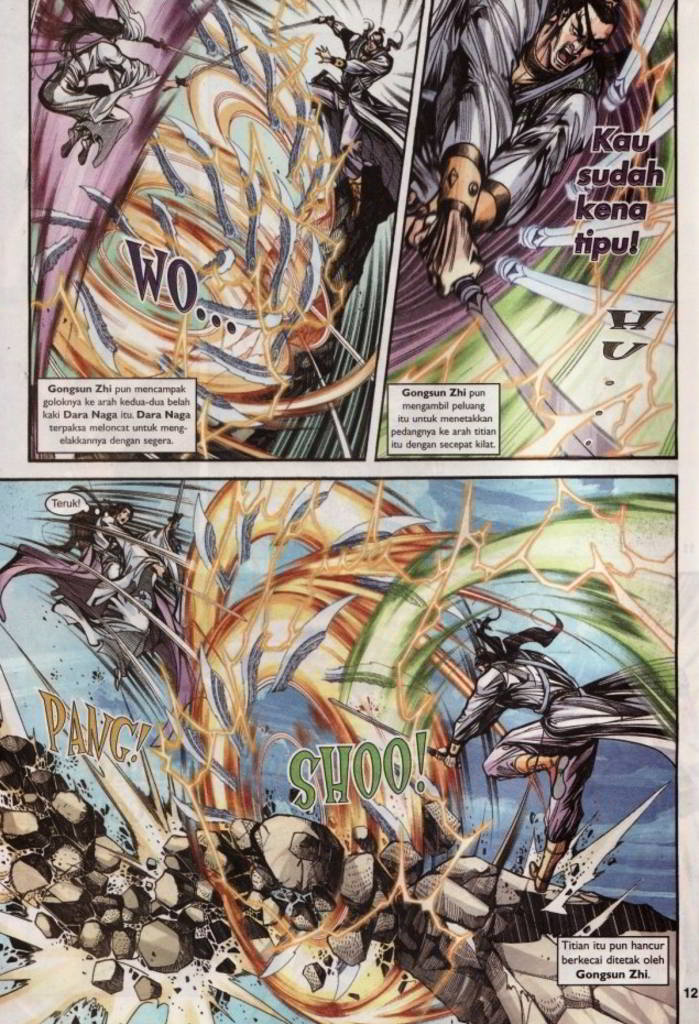 WO...
Gongsun Zhi pun mencampak
goloknya ke arah kedua-dua belah
kaki Dara Naga itu. Dara Naga
terpaksa meloncat untuk meng-
elakkannya dengan segera.
Kau
sudah
kena
tipu!
HU...
Gongsun Zhi pun
mengambil peluang
itu untuk menetakkan
pedangnya ke arah titian
itu dengan secepat kilat.
Teruk!
PANG!
SHOO!
Titian itu pun hancur
berkecai ditetak oleh
Gongsun Zhi.
12